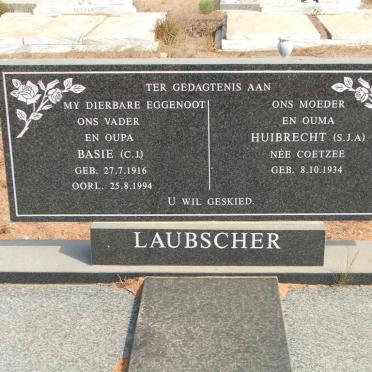 TER GEDAGTENIS AAN
MY DIERBARE EGGENOOT
ONS VADER
EN OUPA
BASIE (C.J.)
GEB. 27.7.1916
OORL. 25.8.1994
ONS MOEDER
EN OUMA
HUIBRECHT (S.J.A)
NÉE COETZEE
GEB. 8.10.1934
U WIL GESKIED.
LAUBSCHER